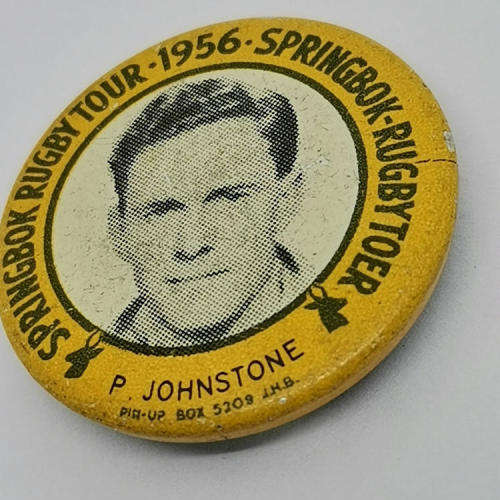 SPRINGBOK RUGBY TOUR · 1956 · SPRINGBOK-RUGBYTOER
P. JOHNSTONE
PIN-UP BOX 5209 J.H.B.